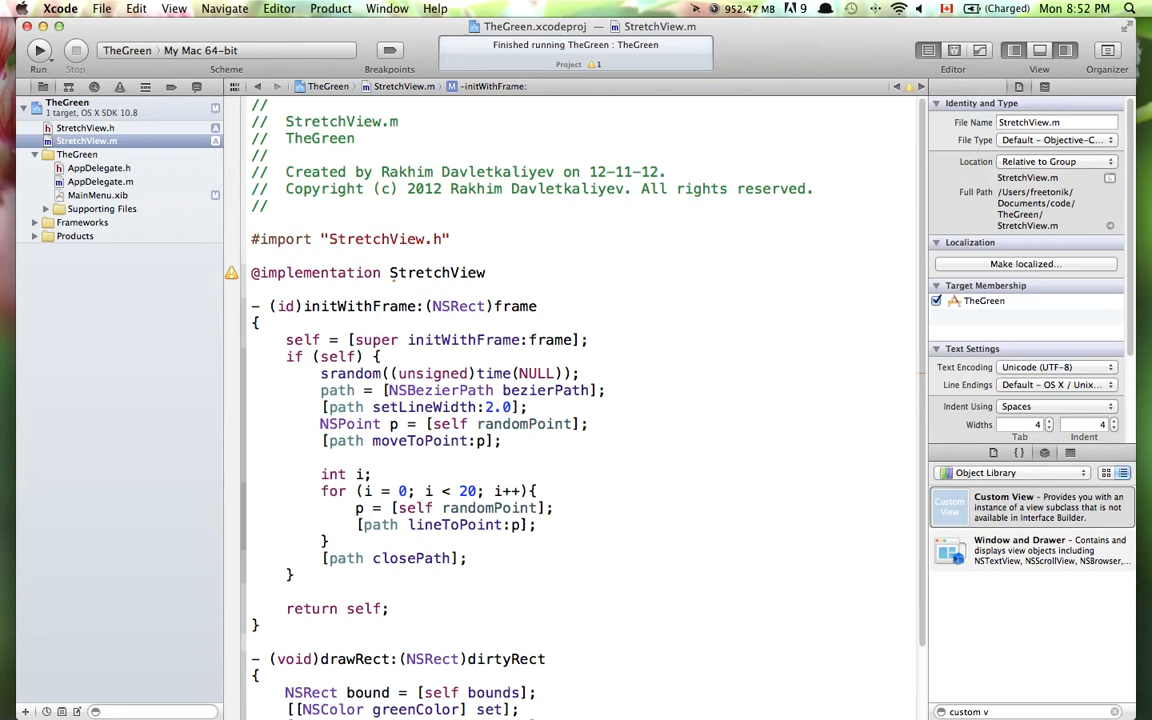 Xcode File Edit View Navigate Editor Product Window Help 952.47 MB 9 (Charged) Mon 8:52 PM
TheGreen.xcodeproj — StretchView.m
TheGreen My Mac 64-bit
Finished running TheGreen : TheGreen
Project 1
Run Stop Scheme Breakpoints Editor View Organizer
TheGreen StretchView.m M -initWithFrame:
TheGreen M
1 target, OS X SDK 10.8
StretchView.h A
StretchView.m A
TheGreen
AppDelegate.h
AppDelegate.m
MainMenu.xib M
Supporting Files
Frameworks
Products
//
// StretchView.m
// TheGreen
//
// Created by Rakhim Davletkaliyev on 12-11-12.
// Copyright (c) 2012 Rakhim Davletkaliyev. All rights reserved.
//
#import "StretchView.h"
@implementation StretchView
- (id)initWithFrame:(NSRect)frame
{
self = [super initWithFrame:frame];
if (self) {
srandom((unsigned)time(NULL));
path = [NSBezierPath bezierPath];
[path setLineWidth:2.0];
NSPoint p = [self randomPoint];
[path moveToPoint:p];
int i;
for (i = 0; i < 20; i++){
p = [self randomPoint];
[path lineToPoint:p];
}
[path closePath];
}
return self;
}
- (void)drawRect:(NSRect)dirtyRect
{
NSRect bound = [self bounds];
[[NSColor greenColor] set];
Identity and Type
File Name StretchView.m
File Type Default - Objective-C...
Location Relative to Group
StretchView.m
Full Path /Users/freetonik/
Documents/code/
TheGreen/
StretchView.m
Localization
Make localized...
Target Membership
TheGreen
Text Settings
Text Encoding Unicode (UTF-8)
Line Endings Default - OS X / Unix...
Indent Using Spaces
Widths 4 4
Tab Indent
{ }
Object Library
Custom View
Custom View - Provides you with an
instance of a view subclass that is not
available in Interface Builder.
Window and Drawer - Contains and
displays view objects including
NSTextView, NSScrollView, NSBrowser,...
custom v